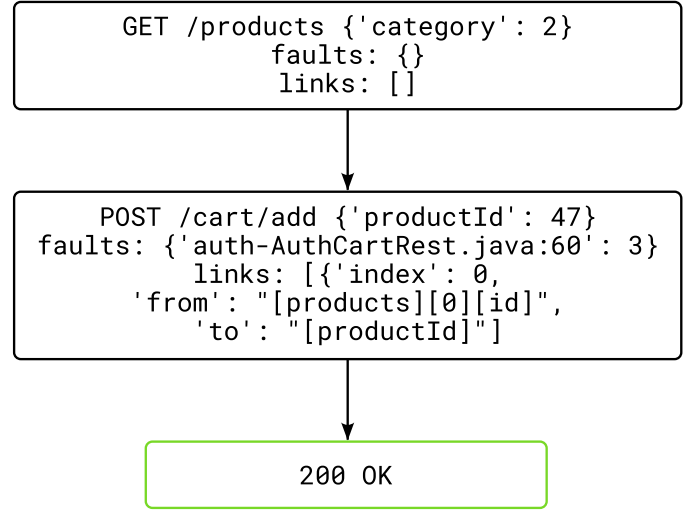 GET /products {'category': 2}
faults: {}
links: []
POST /cart/add {'productId': 47}
faults: {'auth-AuthCartRest.java:60': 3}
links: [{'index': 0,
'from': "[products][0][id]",
'to': "[productId]"]
200 OK